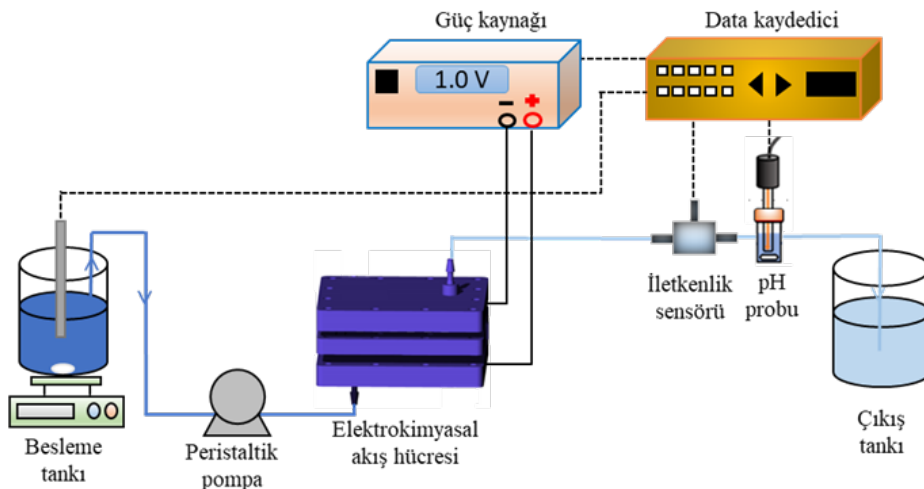 Güç kaynağı
Data kaydedici
1.0 V
- +
İletkenlik
sensörü
pH
probu
Besleme
tankı
Peristaltik
pompa
Elektrokimyasal
akış hücresi
Çıkış
tankı